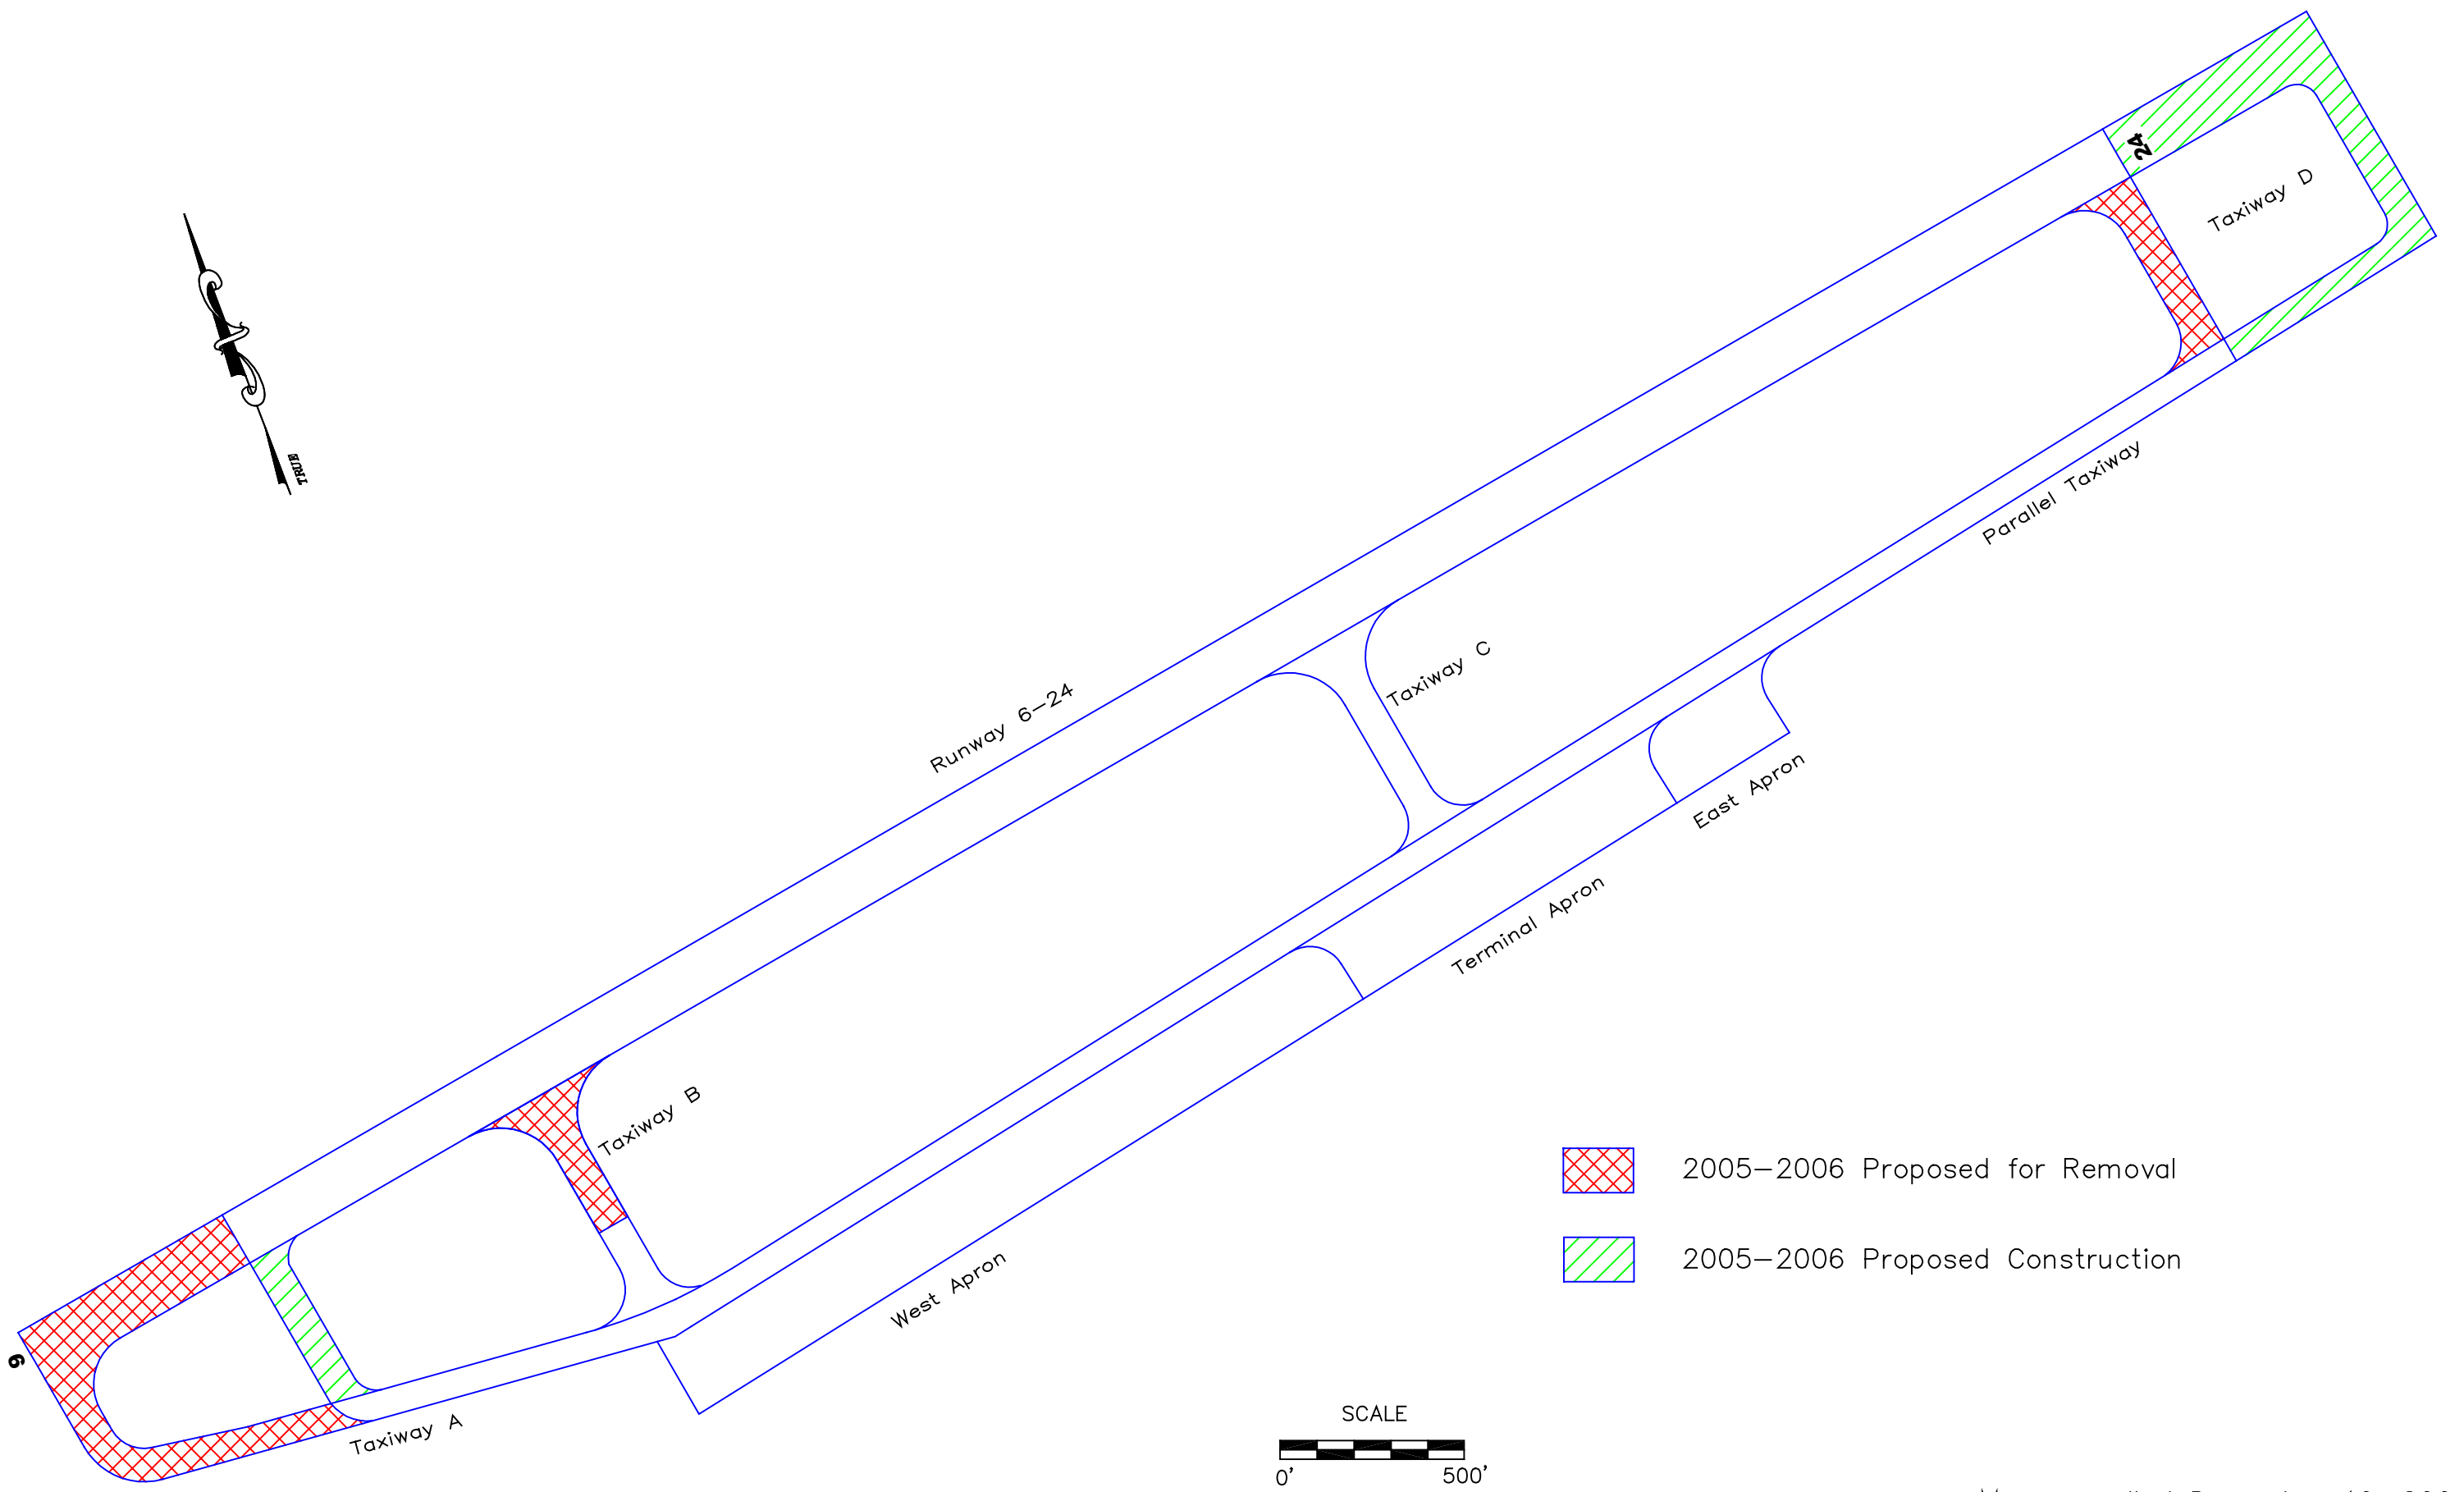 24
Taxiway D
TRUE
Parallel Taxiway
Taxiway C
Runway 6-24
East Apron
Terminal Apron
Taxiway B
2005-2006 Proposed for Removal
2005-2006 Proposed Construction
West Apron
6
Taxiway A
SCALE
0' 500'